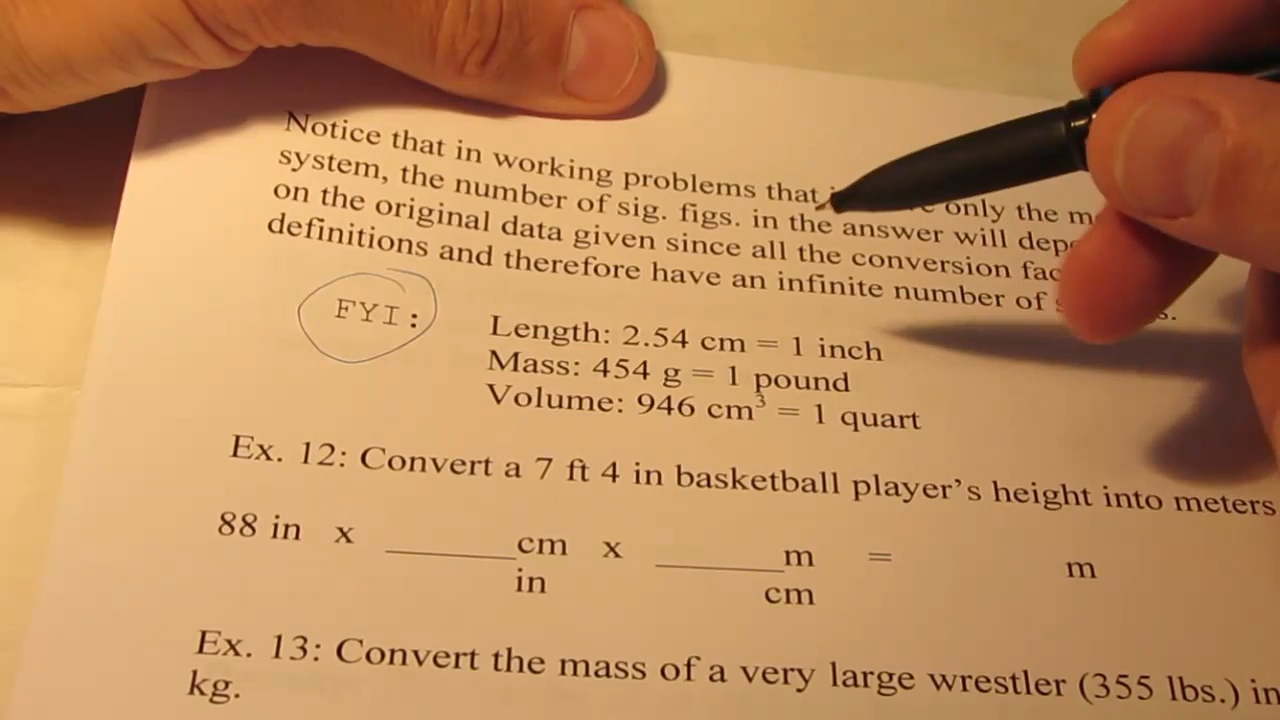 Notice that in working problems that only the
system, the number of sig. figs. in the answer will
on the original data given since all the conversion
definitions and therefore have an infinite number of
FYI:
Length: 2.54 cm = 1 inch
Mass: 454 g = 1 pound
Volume: 946 cm³ = 1 quart
Ex. 12: Convert a 7 ft 4 in basketball player's height into meters
88 in x ______cm x ______m = m
in cm
Ex. 13: Convert the mass of a very large wrestler (355 lbs.) in
kg.